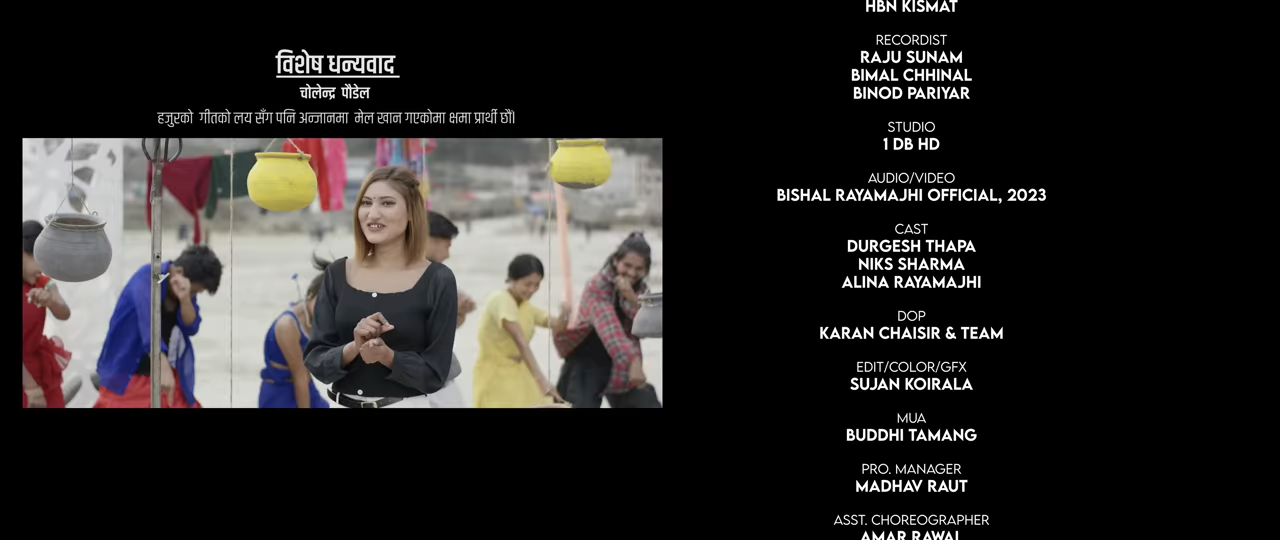 विशेष धन्यवाद
चोलेन्द्र पौडेल
हजुरको गीतको लय सँग पनि अन्जानमा मेल खान गएकोमा क्षमा प्रार्थी छौं।
HBN KISMAT
RECORDIST
RAJU SUNAM
BIMAL CHHINAL
BINOD PARIYAR
STUDIO
1 DB HD
AUDIO/VIDEO
BISHAL RAYAMAJHI OFFICIAL, 2023
CAST
DURGESH THAPA
NIKS SHARMA
ALINA RAYAMAJHI
DOP
KARAN CHAISIR & TEAM
EDIT/COLOR/GFX
SUJAN KOIRALA
MUA
BUDDHI TAMANG
PRO. MANAGER
MADHAV RAUT
ASST. CHOREOGRAPHER
AMAR RAWAL